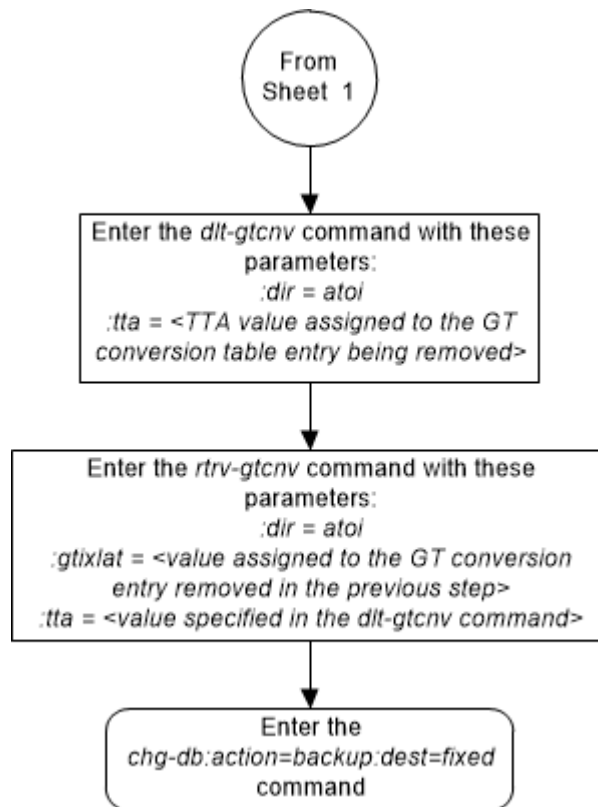 From
Sheet 1
Enter the dlt-gtcnv command with these
parameters:
:dir = atoi
:tta = <TTA value assigned to the GT
conversion table entry being removed>
Enter the rtrv-gtcnv command with these
parameters:
:dir = atoi
:gtixlat = <value assigned to the GT conversion
entry removed in the previous step>
:tta = <value specified in the dlt-gtcnv command>
Enter the
chg-db:action=backup:dest=fixed
command